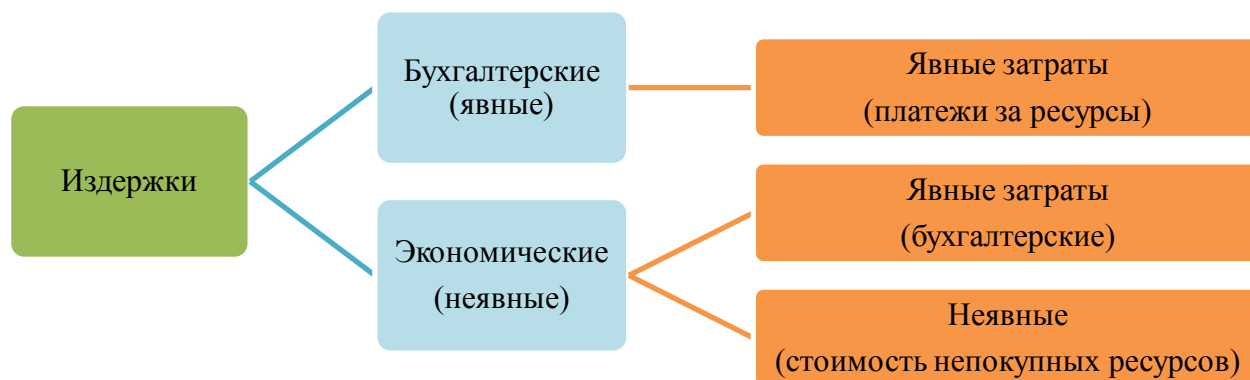 Издержки
Бухгалтерские
(явные)
Явные затраты
(платежи за ресурсы)
Экономические
(неявные)
Явные затраты
(бухгалтерские)
Неявные
(стоимость непокупных ресурсов)